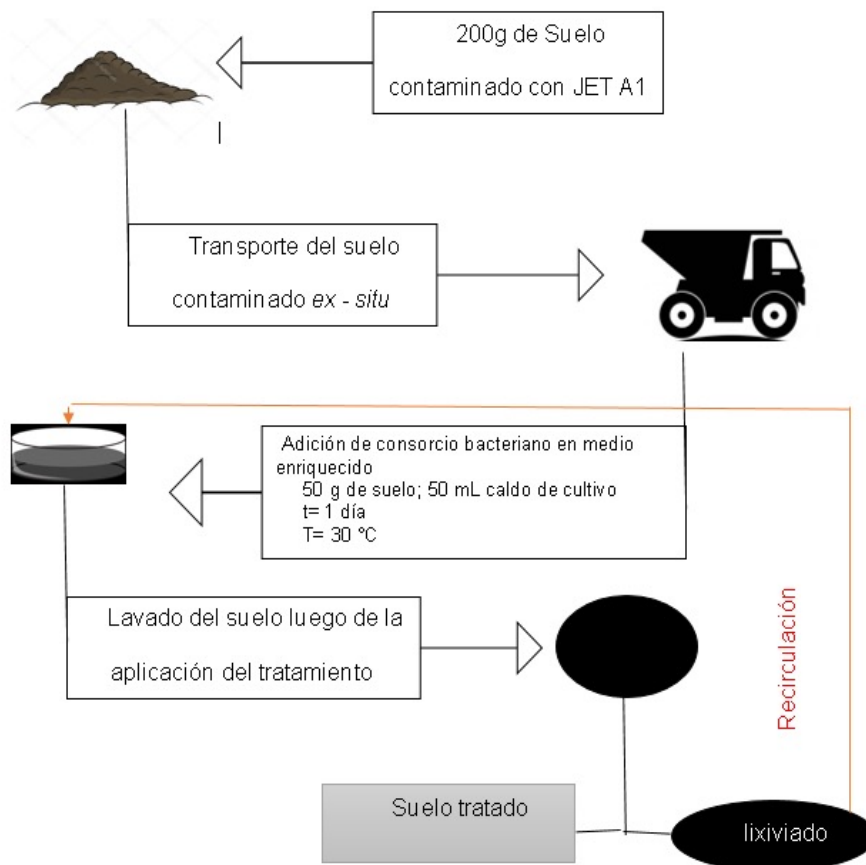 200g de Suelo
contaminado con JET A1
Transporte del suelo
contaminado ex - situ
Adición de consorcio bacteriano en medio
enriquecido
50 g de suelo; 50 mL caldo de cultivo
t= 1 día
T= 30 °C
Lavado del suelo luego de la
aplicación del tratamiento
Recirculación
Suelo tratado
lixiviado